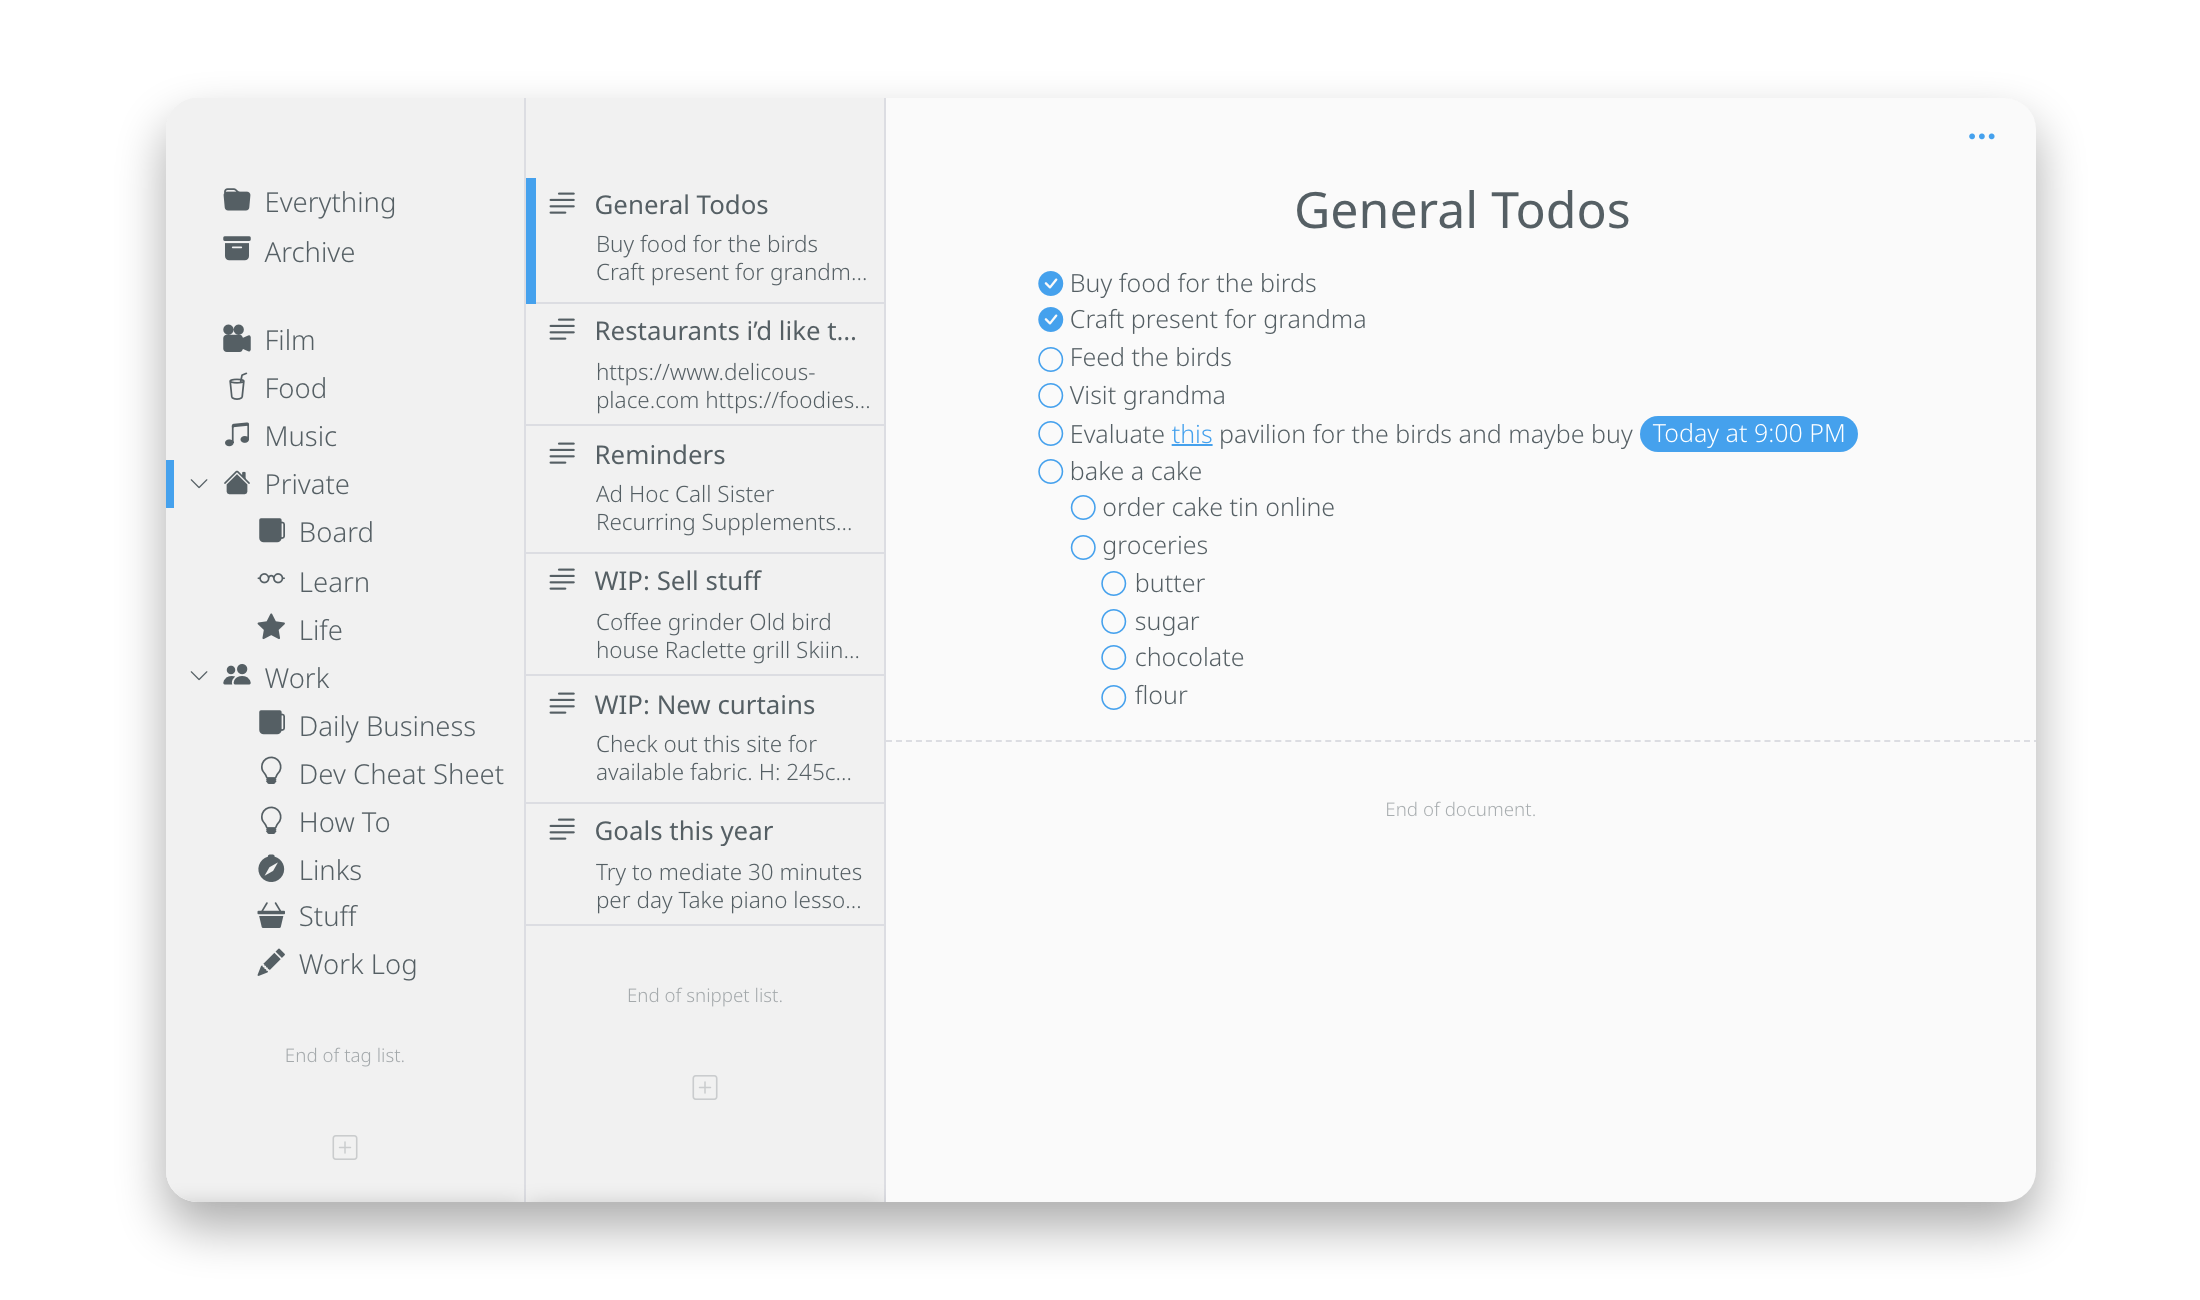 Everything
Archive
Film
Food
Music
Private
Board
Learn
Life
Work
Daily Business
Dev Cheat Sheet
How To
Links
Stuff
Work Log
End of tag list.
General Todos
Buy food for the birds
Craft present for grandm...
Restaurants i’d like t...
https://www.delicous-
place.com https://foodies...
Reminders
Ad Hoc Call Sister
Recurring Supplements...
WIP: Sell stuff
Coffee grinder Old bird
house Raclette grill Skiin...
WIP: New curtains
Check out this site for
available fabric. H: 245c...
Goals this year
Try to mediate 30 minutes
per day Take piano lesso...
End of snippet list.
General Todos
Buy food for the birds
Craft present for grandma
Feed the birds
Visit grandma
Evaluate this pavilion for the birds and maybe buy Today at 9:00 PM
bake a cake
order cake tin online
groceries
butter
sugar
chocolate
flour
End of document.